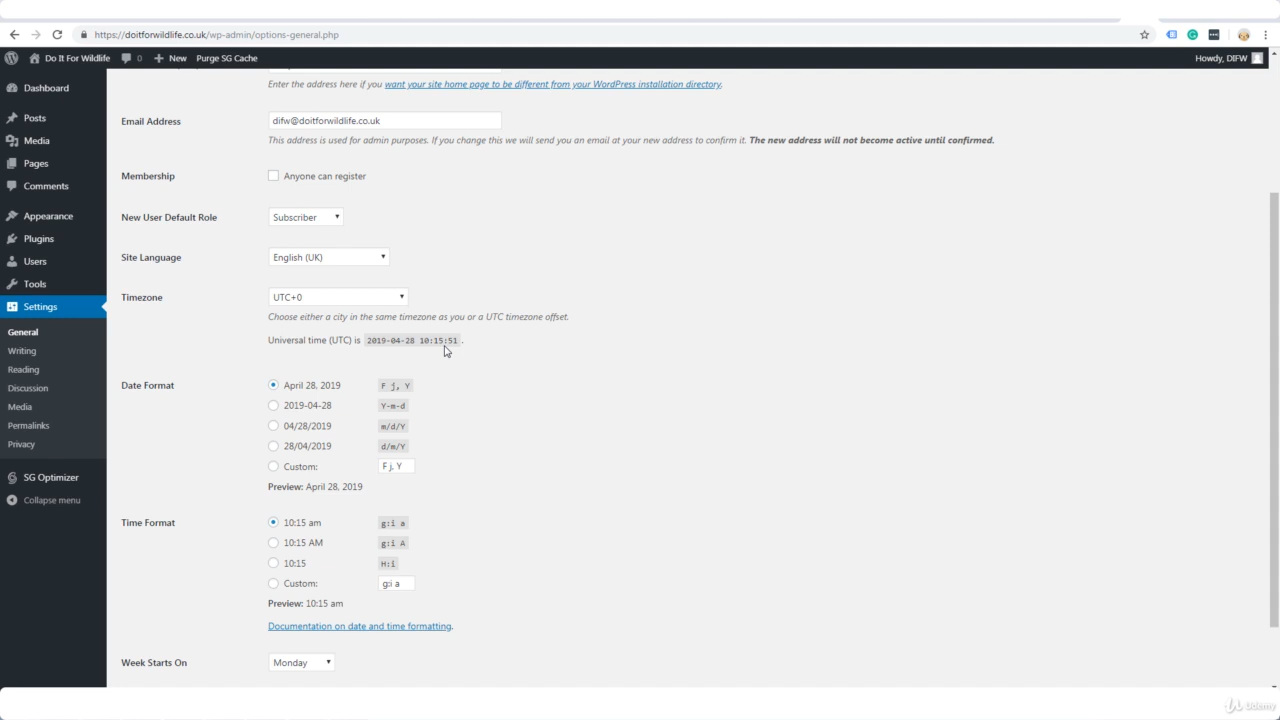 https://doitforwildlife.co.uk/wp-admin/options-general.php
Do It For Wildlife 0 New Purge SG Cache Howdy, DIFW
Dashboard
Posts
Media
Pages
Comments
Appearance
Plugins
Users
Tools
Settings
General
Writing
Reading
Discussion
Media
Permalinks
Privacy
SG Optimizer
Collapse menu
Enter the address here if you want your site home page to be different from your WordPress installation directory.
Email Address difw@doitforwildlife.co.uk
This address is used for admin purposes. If you change this we will send you an email at your new address to confirm it. The new address will not become active until confirmed.
Membership Anyone can register
New User Default Role Subscriber
Site Language English (UK)
Timezone UTC+0
Choose either a city in the same timezone as you or a UTC timezone offset.
Universal time (UTC) is 2019-04-28 10:15:51 .
Date Format April 28, 2019 F j, Y
2019-04-28 Y-m-d
04/28/2019 m/d/Y
28/04/2019 d/m/Y
Custom: F j, Y
Preview: April 28, 2019
Time Format 10:15 am g:i a
10:15 AM g:i A
10:15 H:i
Custom: g:i a
Preview: 10:15 am
Documentation on date and time formatting.
Week Starts On Monday
Udemy